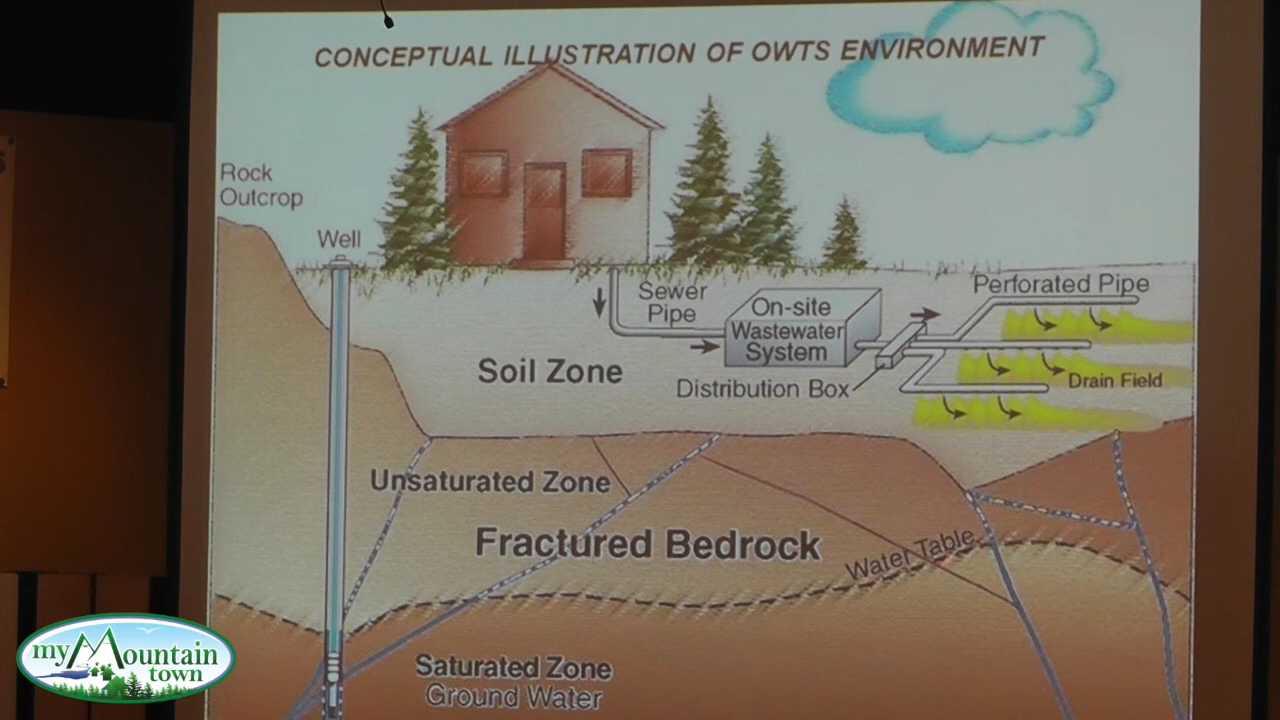 CONCEPTUAL ILLUSTRATION OF OWTS ENVIRONMENT
Rock
Outcrop
Well
Sewer
Pipe
On-site
Wastewater
System
Perforated Pipe
Soil Zone
Distribution Box
Drain Field
Unsaturated Zone
Fractured Bedrock
Water Table
Saturated Zone
Ground Water
my Mountain
town